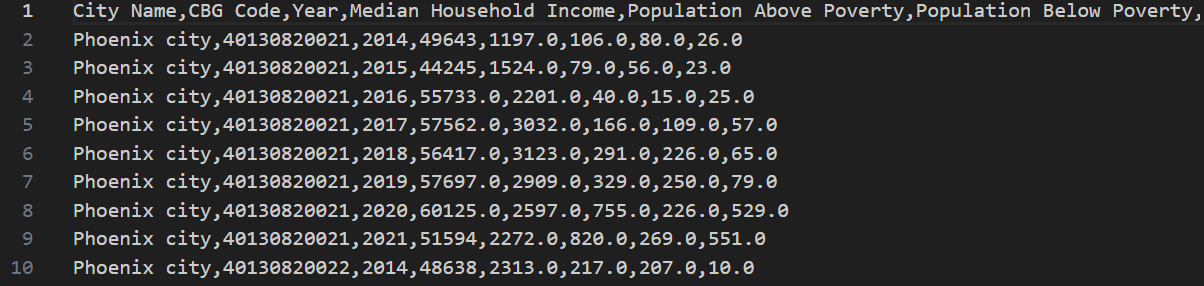 1 City Name,CBG Code,Year,Median Household Income,Population Above Poverty,Population Below Poverty,
2 Phoenix city,40130820021,2014,49643,1197.0,106.0,80.0,26.0
3 Phoenix city,40130820021,2015,44245,1524.0,79.0,56.0,23.0
4 Phoenix city,40130820021,2016,55733.0,2201.0,40.0,15.0,25.0
5 Phoenix city,40130820021,2017,57562.0,3032.0,166.0,109.0,57.0
6 Phoenix city,40130820021,2018,56417.0,3123.0,291.0,226.0,65.0
7 Phoenix city,40130820021,2019,57697.0,2909.0,329.0,250.0,79.0
8 Phoenix city,40130820021,2020,60125.0,2597.0,755.0,226.0,529.0
9 Phoenix city,40130820021,2021,51594,2272.0,820.0,269.0,551.0
10 Phoenix city,40130820022,2014,48638,2313.0,217.0,207.0,10.0